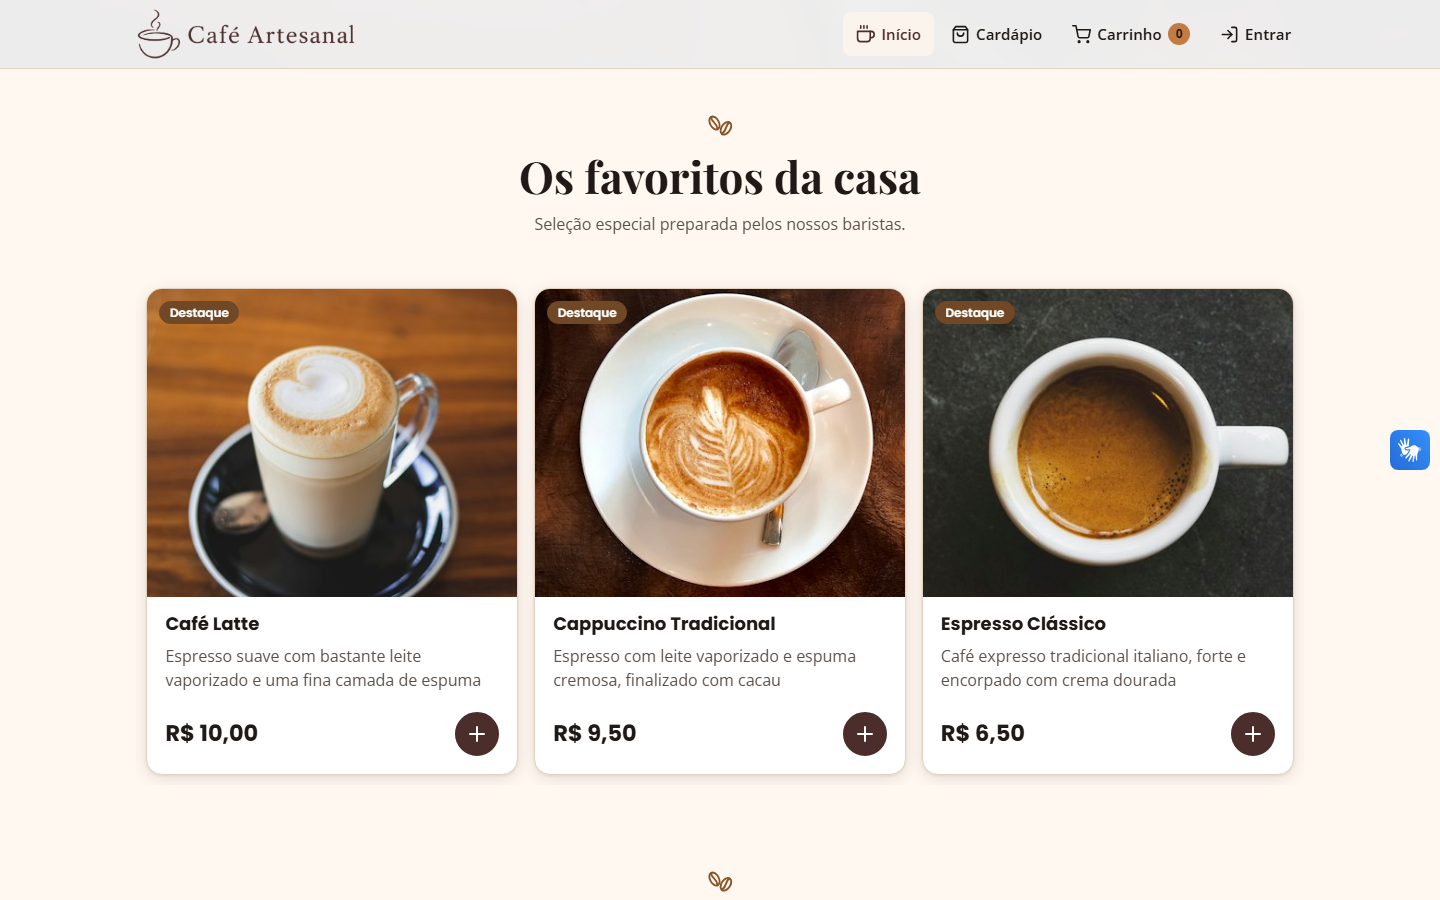 Café Artesanal
Início
Cardápio
Carrinho 0
Entrar
Os favoritos da casa
Seleção especial preparada pelos nossos baristas.
Destaque
Café Latte
Espresso suave com bastante leite
vaporizado e uma fina camada de espuma
R$ 10,00
Destaque
Cappuccino Tradicional
Espresso com leite vaporizado e espuma
cremosa, finalizado com cacau
R$ 9,50
Destaque
Espresso Clássico
Café expresso tradicional italiano, forte e
encorpado com crema dourada
R$ 6,50